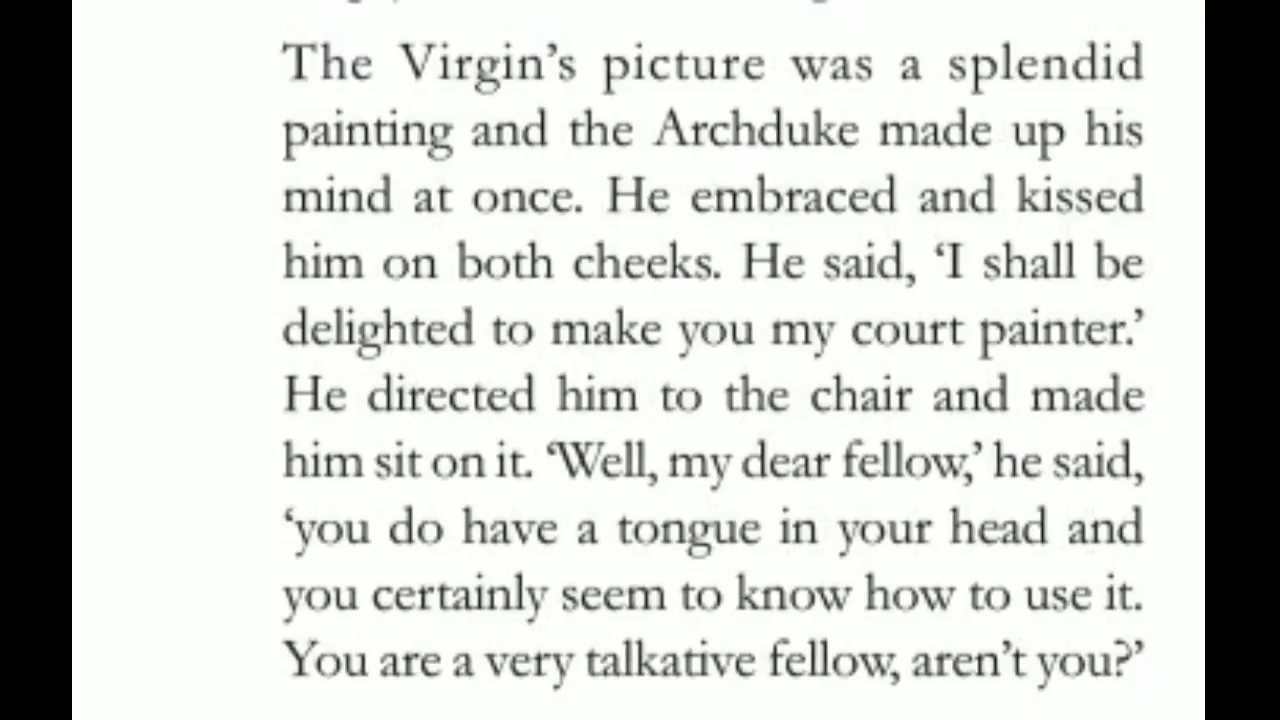 The Virgin's picture was a splendid
painting and the Archduke made up his
mind at once. He embraced and kissed
him on both cheeks. He said, ‘I shall be
delighted to make you my court painter.’
He directed him to the chair and made
him sit on it. ‘Well, my dear fellow,’ he said,
‘you do have a tongue in your head and
you certainly seem to know how to use it.
You are a very talkative fellow, aren’t you?’